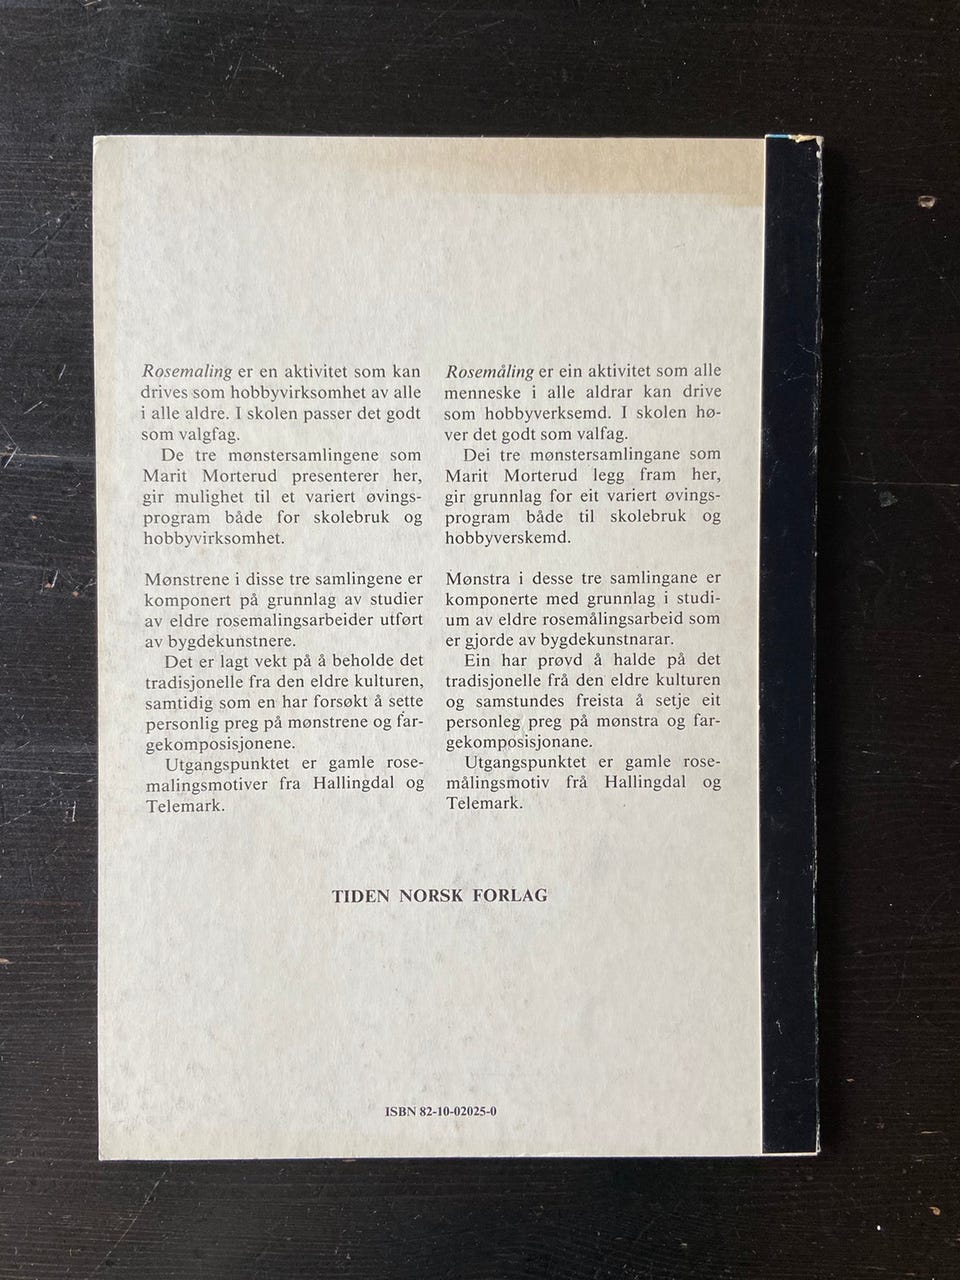 Rosemaling er en aktivitet som kan
drives som hobbyvirksomhet av alle
i alle aldre. I skolen passer det godt
som valgfag.
De tre mønstersamlingene som
Marit Morterud presenterer her,
gir mulighet til et variert øvings-
program både for skolebruk og
hobbyvirksomhet.
Mønstrene i disse tre samlingene er
komponert på grunnlag av studier
av eldre rosemalingsarbeider utført
av bygdekunstnere.
Det er lagt vekt på å beholde det
tradisjonelle fra den eldre kulturen,
samtidig som en har forsøkt å sette
personlig preg på mønstrene og far-
gekomposisjonene.
Utgangspunktet er gamle rose-
malingsmotiver fra Hallingdal og
Telemark.
Rosemåling er ein aktivitet som alle
menneske i alle aldrar kan drive
som hobbyverksemd. I skolen hø-
ver det godt som valfag.
Dei tre mønstersamlingane som
Marit Morterud legg fram her,
gir grunnlag for eit variert øvings-
program både til skolebruk og
hobbyverskemd.
Mønstra i desse tre samlingane er
komponerte med grunnlag i studi-
um av eldre rosemålingsarbeid som
er gjorde av bygdekunstnarar.
Ein har prøvd å halde på det
tradisjonelle frå den eldre kulturen
og samstundes freista å setje eit
personleg preg på mønstra og far-
gekomposisjonane.
Utgangspunktet er gamle rose-
målingsmotiv frå Hallingdal og
Telemark.
TIDEN NORSK FORLAG
ISBN 82-10-02025-0